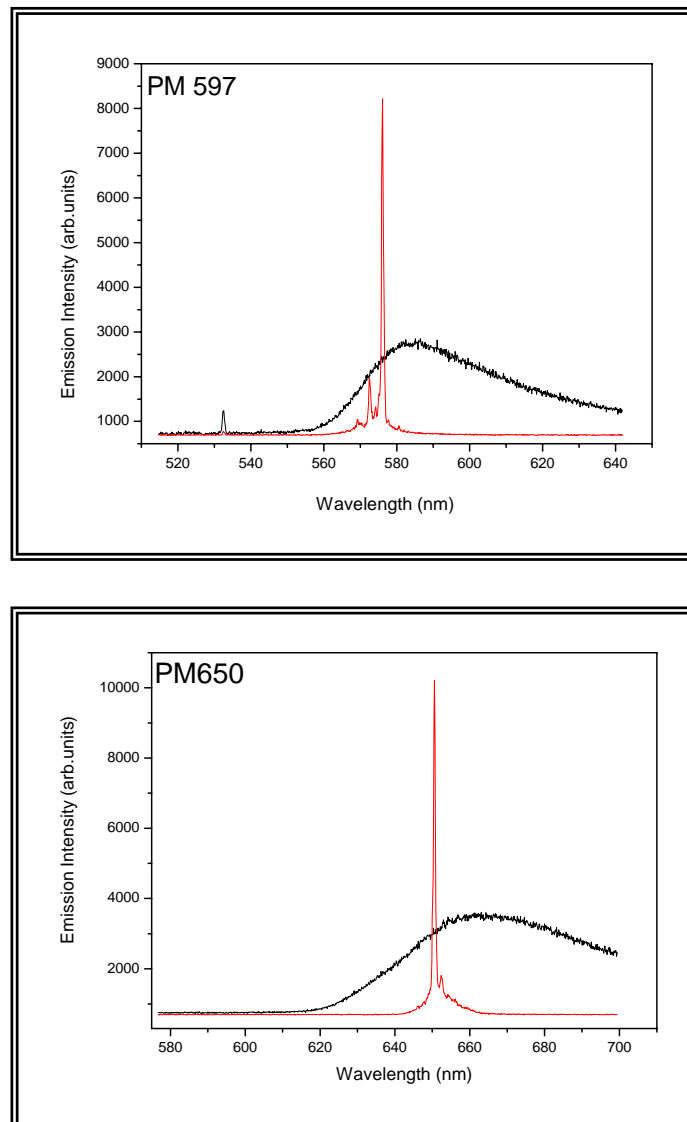 PM 597
9000
8000
7000
6000
5000
4000
3000
2000
1000
Emission Intensity (arb.units)
520 540 560 580 600 620 640
Wavelength (nm)
PM650
10000
8000
6000
4000
2000
Emission Intensity (arb.units)
580 600 620 640 660 680 700
Wavelength (nm)